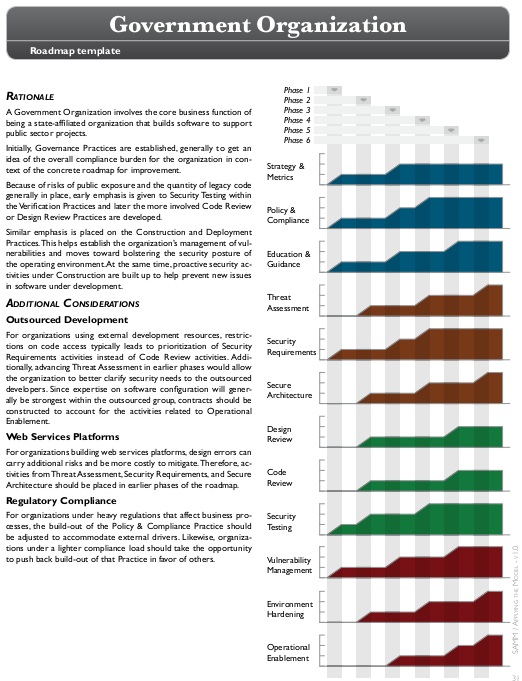 Government Organization
Roadmap template
RATIONALE
A Government Organization involves the core business function of
being a state-affiliated organization that builds software to support
public sector projects.
Initially, Governance Practices are established, generally to get an
idea of the overall compliance burden for the organization in con-
text of the concrete roadmap for improvement.
Because of risks of public exposure and the quantity of legacy code
generally in place, early emphasis is given to Security Testing within
the Verification Practices and later the more involved Code Review
or Design Review Practices are developed.
Similar emphasis is placed on the Construction and Deployment
Practices. This helps establish the organization's management of vul-
nerabilities and moves toward bolstering the security posture of
the operating environment. At the same time, proactive security ac-
tivities under Construction are built up to help prevent new issues
in software under development.
ADDITIONAL CONSIDERATIONS
Outsourced Development
For organizations using external development resources, restric-
tions on code access typically leads to prioritization of Security
Requirements activities instead of Code Review activities. Addi-
tionally, advancing Threat Assessment in earlier phases would allow
the organization to better clarify security needs to the outsourced
developers. Since expertise on software configuration will gener-
ally be strongest within the outsourced group, contracts should be
constructed to account for the activities related to Operational
Enablement.
Web Services Platforms
For organizations building web services platforms, design errors can
carry additional risks and be more costly to mitigate. Therefore, ac-
tivities from Threat Assessment, Security Requirements, and Secure
Architecture should be placed in earlier phases of the roadmap.
Regulatory Compliance
For organizations under heavy regulations that affect business pro-
cesses, the build-out of the Policy & Compliance Practice should
be adjusted to accommodate external drivers. Likewise, organiza-
tions under a lighter compliance load should take the opportunity
to push back build-out of that Practice in favor of others.
Phase 1
Phase 2
Phase 3
Phase 4
Phase 5
Phase 6
Strategy &
Metrics
Policy &
Compliance
Education &
Guidance
Threat
Assessment
Security
Requirements
Secure
Architecture
Design
Review
Code
Review
Security
Testing
Vulnerability
Management
Environment
Hardening
Operational
Enablement
SAMM / Applying the Model - v1.0
31